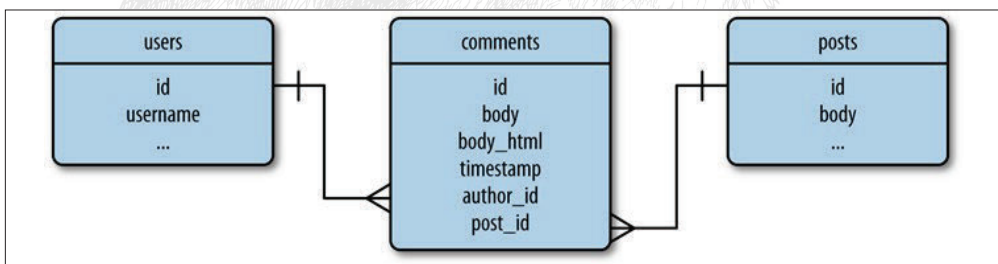 users
id
username
...
comments
id
body
body_html
timestamp
author_id
post_id
posts
id
body
...